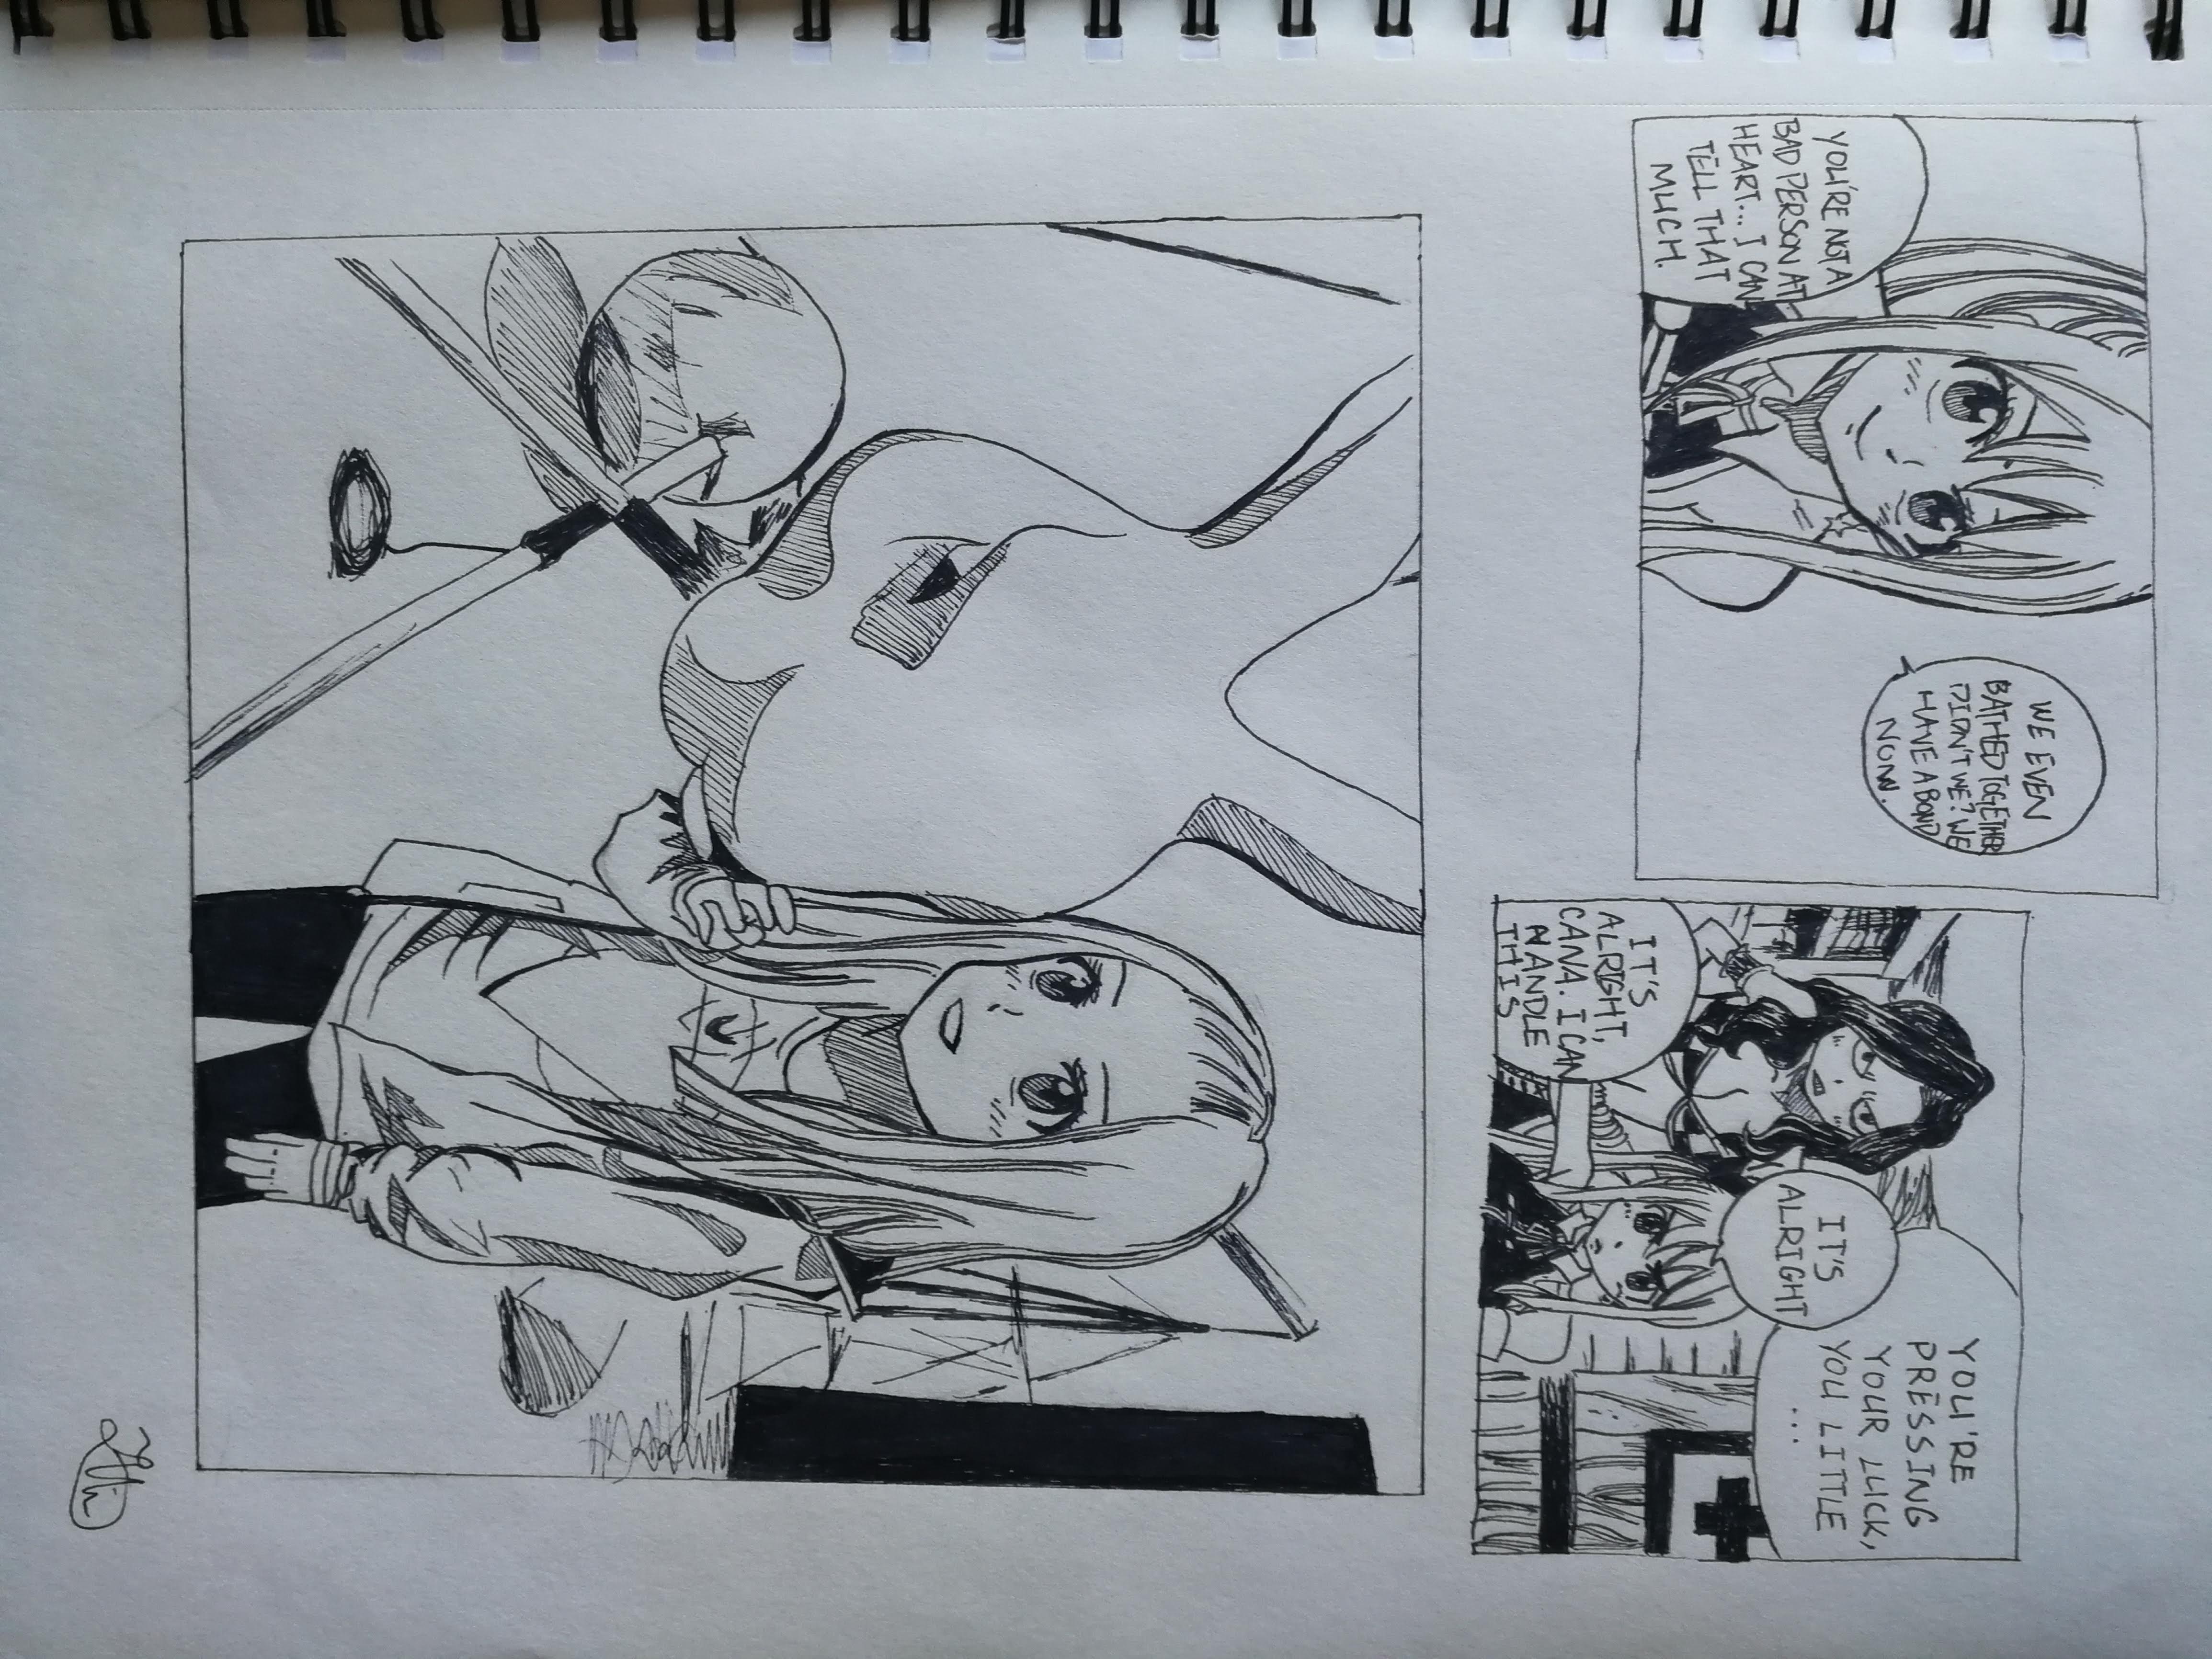 WE EVEN
BATHED TOGETHER
DIDN'T WE? WE
HAVE A BOND
NOW.
YOU'RE NOT A
BAD PERSON AT
HEART... I CAN
TELL THAT
MUCH.
YOU'RE
PRESSING
YOUR LUCK,
YOU LITTLE
...
IT'S
ALRIGHT
IT'S
ALRIGHT,
CANA. I CAN
HANDLE
THIS